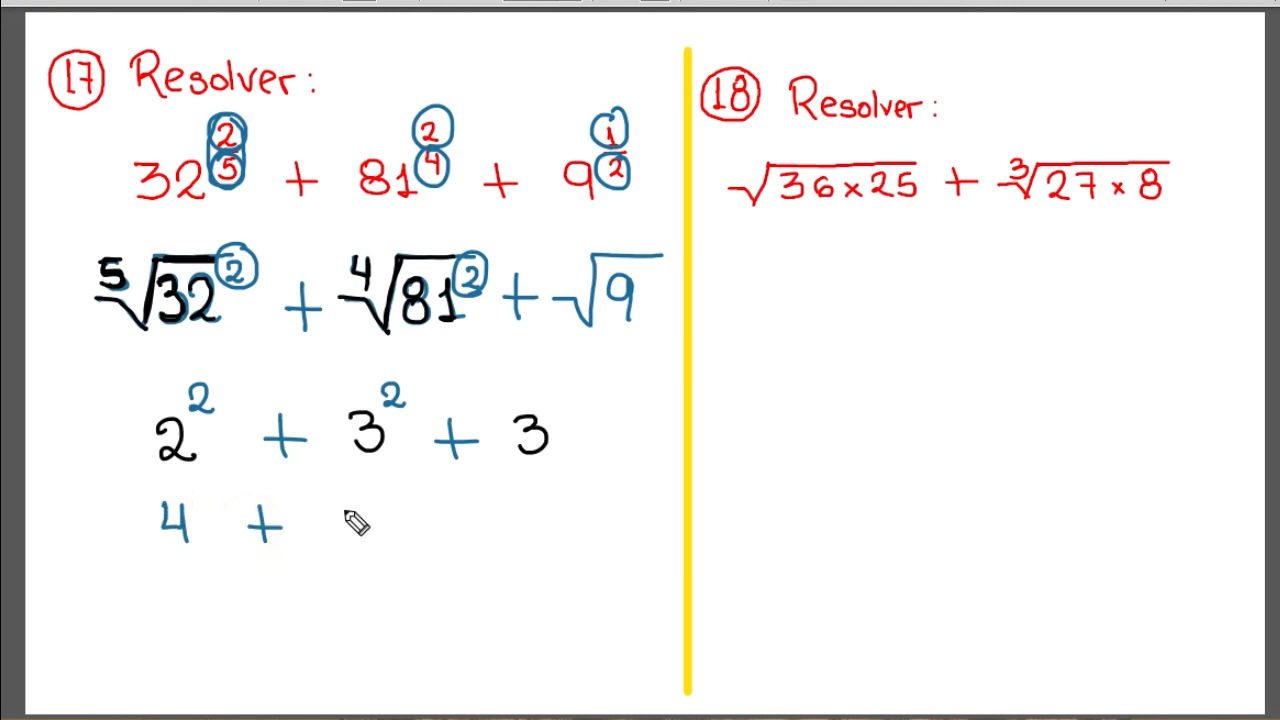 17 Resolver:
32^(2/5) + 81^(2/4) + 9^(1/2)
⁵√32² + ⁴√81² + √9
2² + 3² + 3
4 +
18 Resolver:
√36×25 + ³√27×8